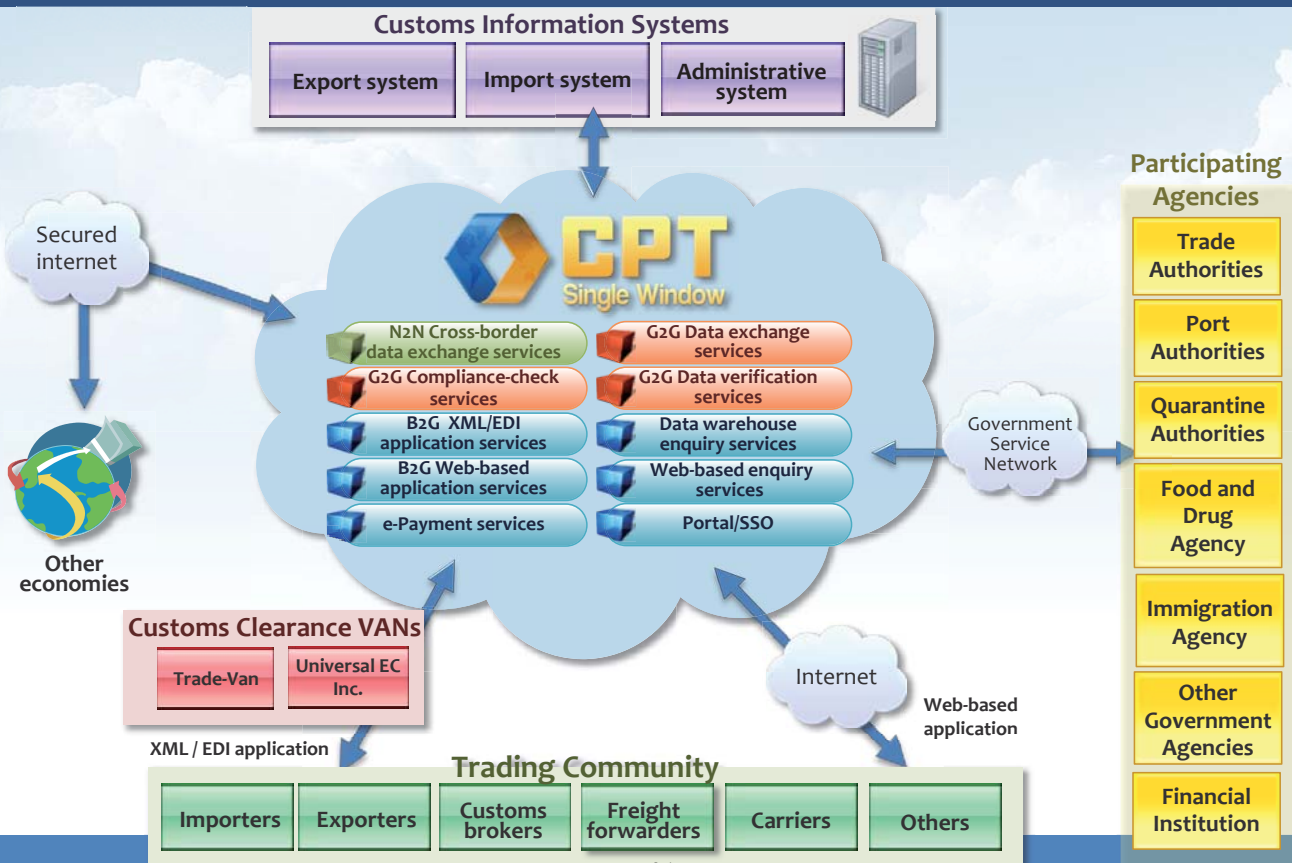 Customs Information Systems
Export system
Import system
Administrative
system
Participating
Agencies
Trade
Authorities
Port
Authorities
Quarantine
Authorities
Food and
Drug
Agency
Immigration
Agency
Other
Government
Agencies
Financial
Institution
Secured
internet
Other
economies
CPT
Single Window
N2N Cross-border
data exchange services
G2G Data exchange
services
G2G Compliance-check
services
G2G Data verification
services
B2G XML/EDI
application services
Data warehouse
enquiry services
B2G Web-based
application services
Web-based enquiry
services
e-Payment services
Portal/SSO
Government
Service
Network
Customs Clearance VANs
Trade-Van
Universal EC
Inc.
XML / EDI application
Internet
Web-based
application
Trading Community
Importers
Exporters
Customs
brokers
Freight
forwarders
Carriers
Others